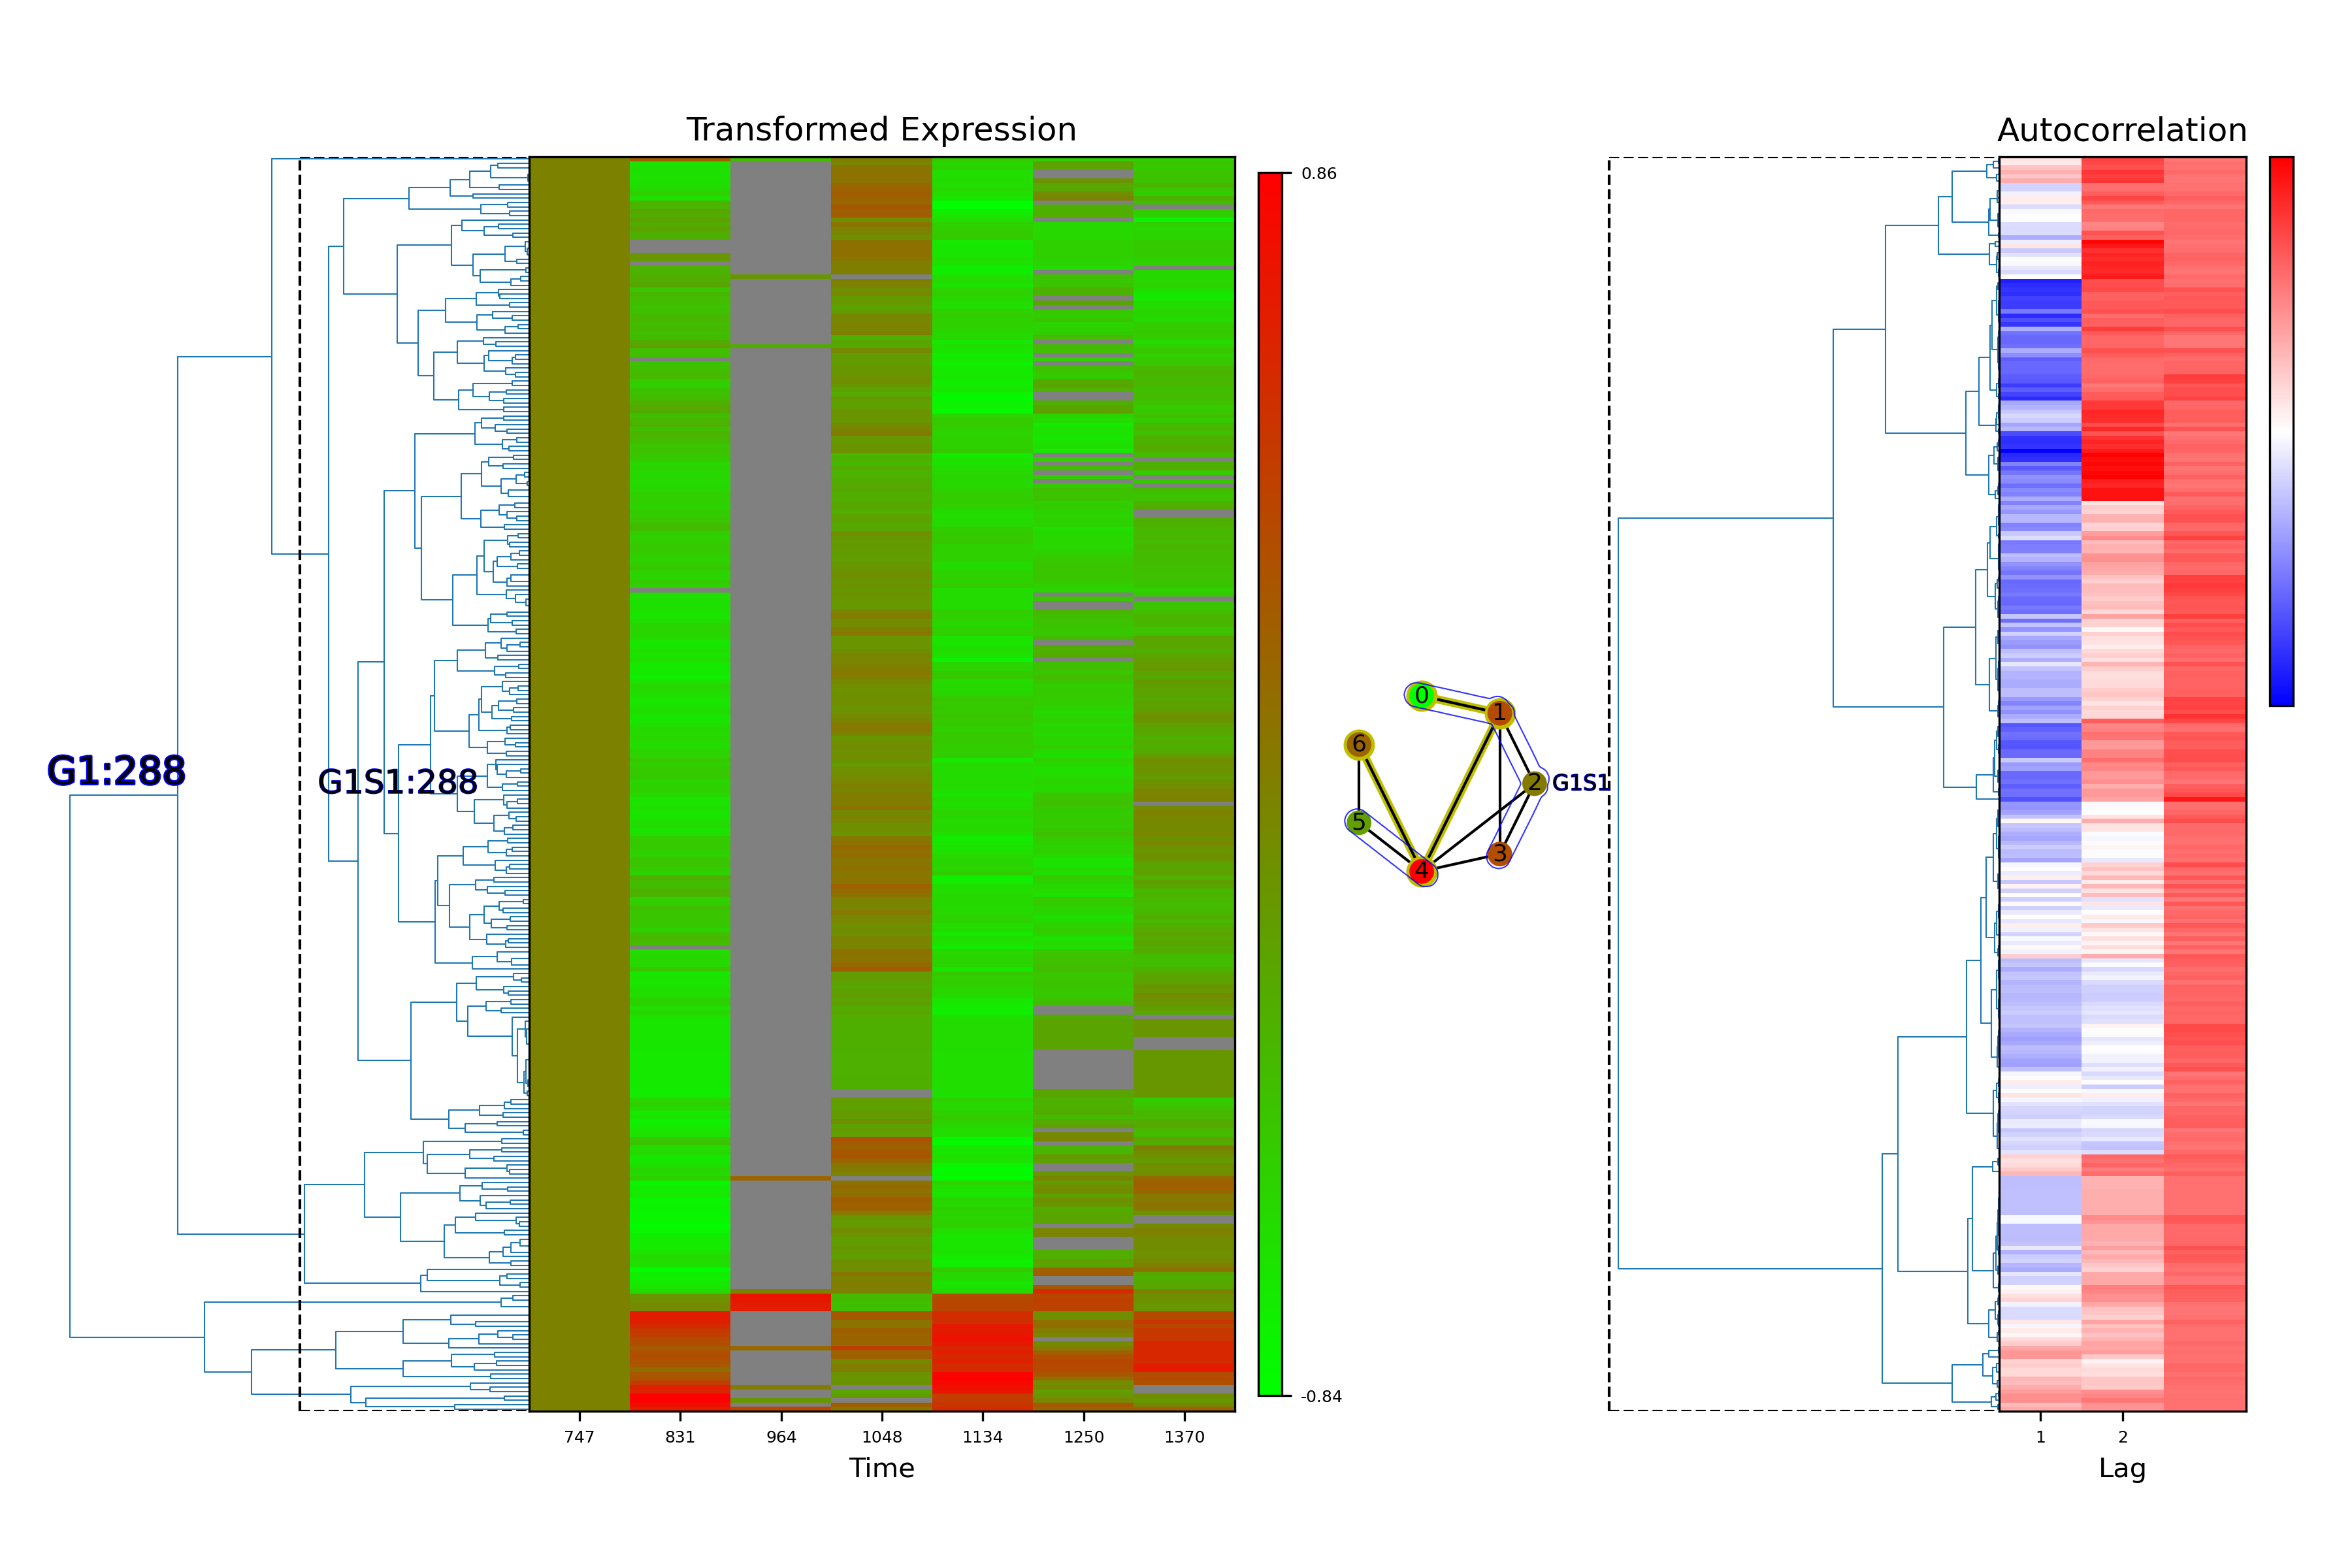 Transformed Expression
Autocorrelation
0.86
0
1
6
G1:288
G1S1:288
2
G1S1
5
3
4
-0.84
747 831 964 1048 1134 1250 1370
1 2
Time
Lag